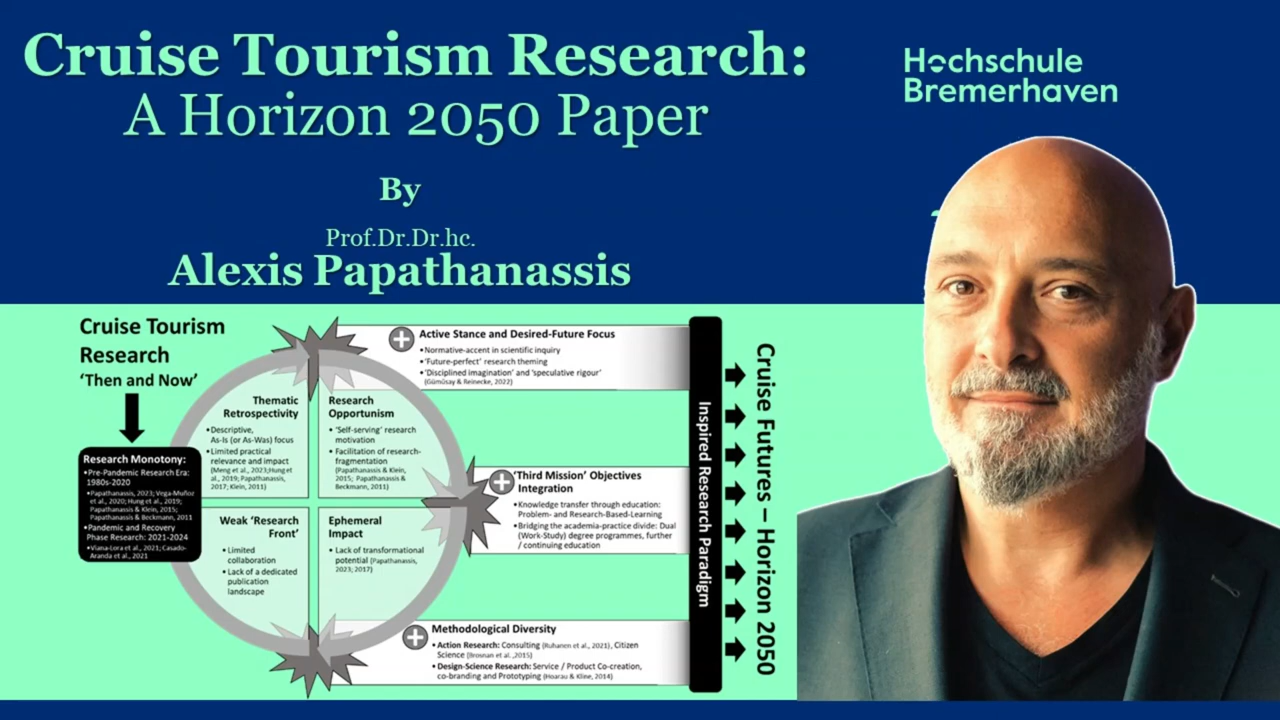 Cruise Tourism Research:
A Horizon 2050 Paper
By
Prof.Dr.Dr.hc.
Alexis Papathanassis
Hochschule
Bremerhaven
Cruise Tourism
Research
‘Then and Now’
Research Monotony:
•Pre-Pandemic Research Era:
1980s-2020
•Papathanassis, 2023; Vega-Muñoz
et al., 2020; Hung et al., 2019;
Papathanassis & Klein, 2015;
Papathanassis & Beckmann, 2011
•Pandemic and Recovery
Phase Research: 2021-2024
•Viana-Lora et al., 2021; Casado-
Aranda et al., 2021
Thematic
Retrospectivity
•Descriptive,
As-Is (or As-Was) focus
•Limited practical
relevance and impact
(Meng et al., 2023;Hung et
al., 2019; Papathanassis,
2017; Klein, 2011)
Research
Opportunism
• ‘Self-serving’ research
motivation
• Facilitation of research-
fragmentation
(Papathanassis & Klein,
2015; Papathanassis &
Beckmann, 2011)
Weak ‘Research
Front’
• Limited
collaboration
• Lack of a dedicated
publication
landscape
Ephemeral
Impact
• Lack of transformational
potential (Papathanassis,
2023; 2017)
Active Stance and Desired-Future Focus
•Normative-accent in scientific inquiry
•‘Future-perfect’ research theming
•‘Disciplined imagination’ and ‘speculative rigour’
(Gümüsay & Reinecke, 2022)
‘Third Mission’ Objectives
Integration
• Knowledge transfer through education:
Problem- and Research-Based-Learning
•Bridging the academia-practice divide: Dual
(Work-Study) degree programmes, further
/ continuing education
Methodological Diversity
•Action Research: Consulting (Ruhanen et al., 2021), Citizen
Science (Brosnan et al.,2015)
•Design-Science Research: Service / Product Co-creation,
co-branding and Prototyping (Hoarau & Kline, 2014)
Inspired Research Paradigm
Cruise Futures – Horizon 2050